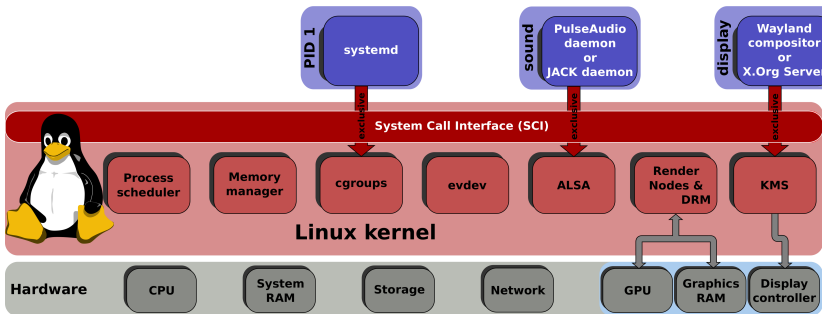 PID 1
systemd
sound
PulseAudio
daemon
or
JACK daemon
display
Wayland
compositor
or
X.Org Server
exclusive
exclusive
exclusive
System Call Interface (SCI)
Process
scheduler
Memory
manager
cgroups
evdev
ALSA
Render
Nodes &
DRM
KMS
Linux kernel
Hardware
CPU
System
RAM
Storage
Network
GPU
Graphics
RAM
Display
controller